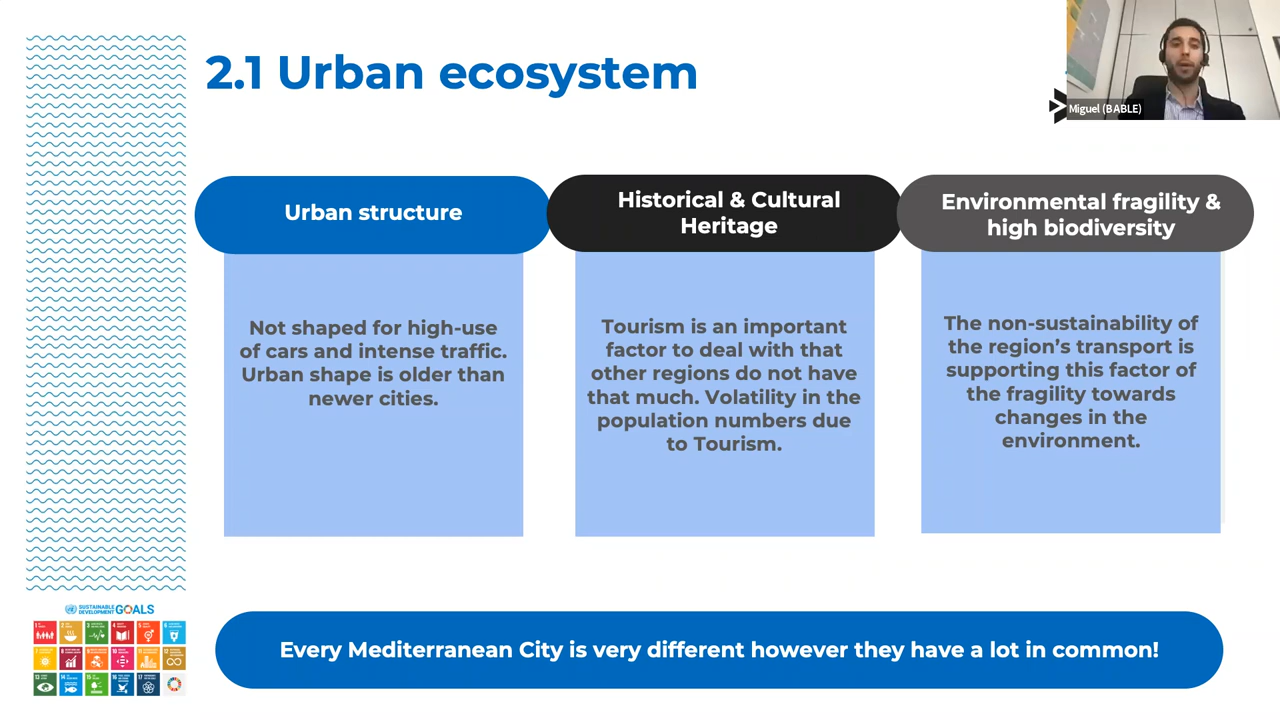 2.1 Urban ecosystem
Miguel (BABLE)
Urban structure
Not shaped for high-use
of cars and intense traffic.
Urban shape is older than
newer cities.
Historical & Cultural
Heritage
Tourism is an important
factor to deal with that
other regions do not have
that much. Volatility in the
population numbers due
to Tourism.
Environmental fragility &
high biodiversity
The non-sustainability of
the region’s transport is
supporting this factor of
the fragility towards
changes in the
environment.
SUSTAINABLE
DEVELOPMENT GOALS
Every Mediterranean City is very different however they have a lot in common!